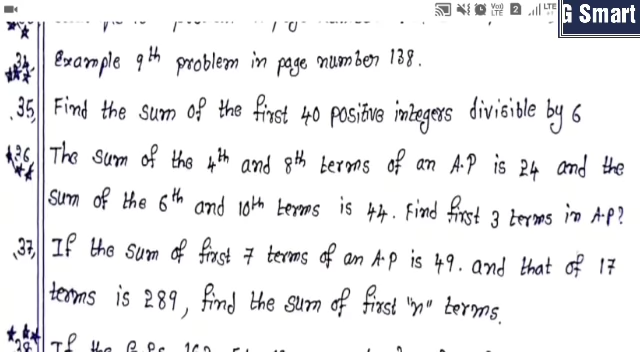 G Smart
34, Example 9th problem in page number 138.
35, Find the sum of the first 40 positive integers divisible by 6
36, The sum of the 4th and 8th terms of an A.P is 24 and the
sum of the 6th and 10th terms is 44. Find first 3 terms in A.P?
37, If the sum of first 7 terms of an A.P is 49. and that of 17
terms is 289, find the sum of first "n" terms.